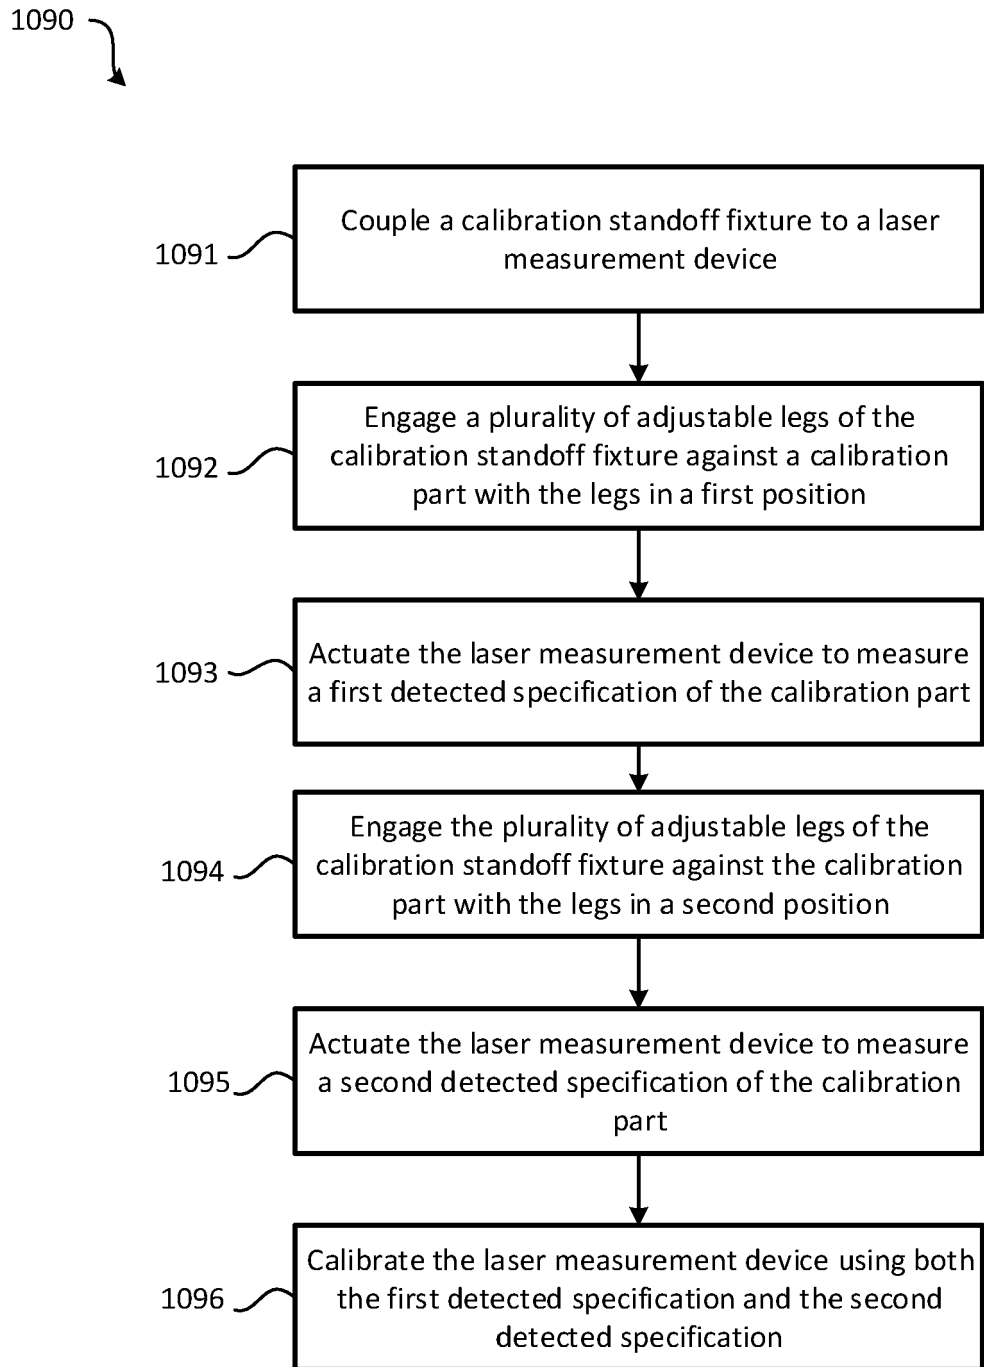 1090
1091
Couple a calibration standoff fixture to a laser
measurement device
1092
Engage a plurality of adjustable legs of the
calibration standoff fixture against a calibration
part with the legs in a first position
1093
Actuate the laser measurement device to measure
a first detected specification of the calibration part
1094
Engage the plurality of adjustable legs of the
calibration standoff fixture against the calibration
part with the legs in a second position
1095
Actuate the laser measurement device to measure
a second detected specification of the calibration
part
1096
Calibrate the laser measurement device using both
the first detected specification and the second
detected specification